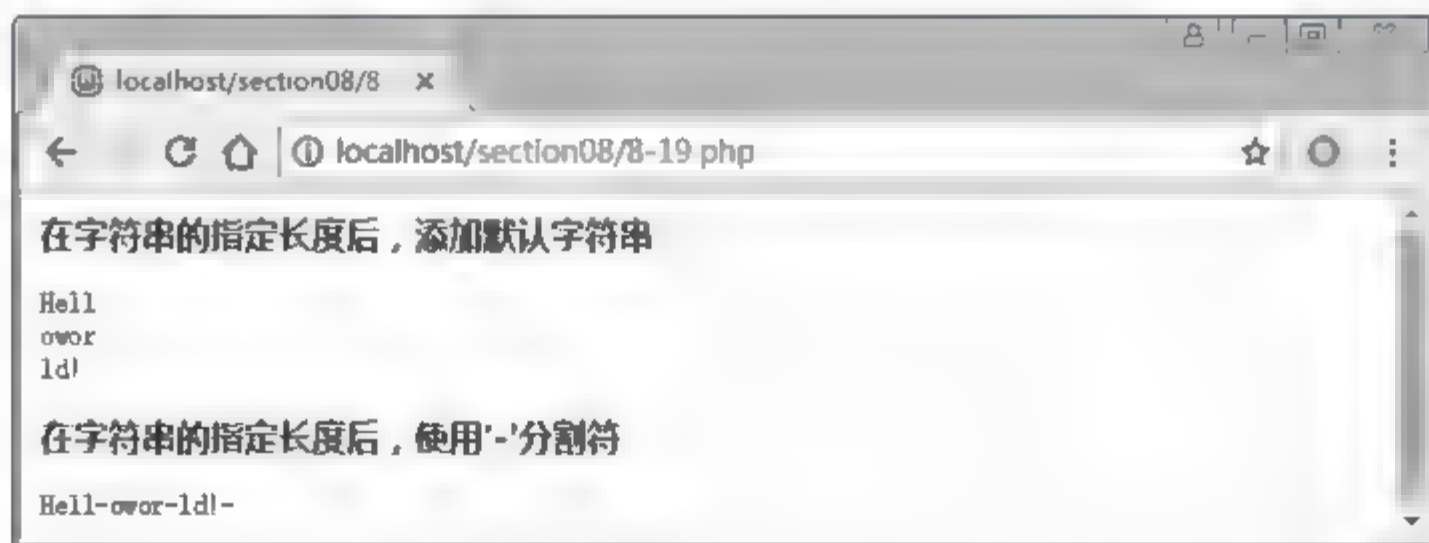 localhost/section08/8
localhost/section08/8-19 php
在字符串的指定长度后，添加默认字符串
Hell
owor
ld!
在字符串的指定长度后，使用'-'分割符
Hell-owor-ld!-